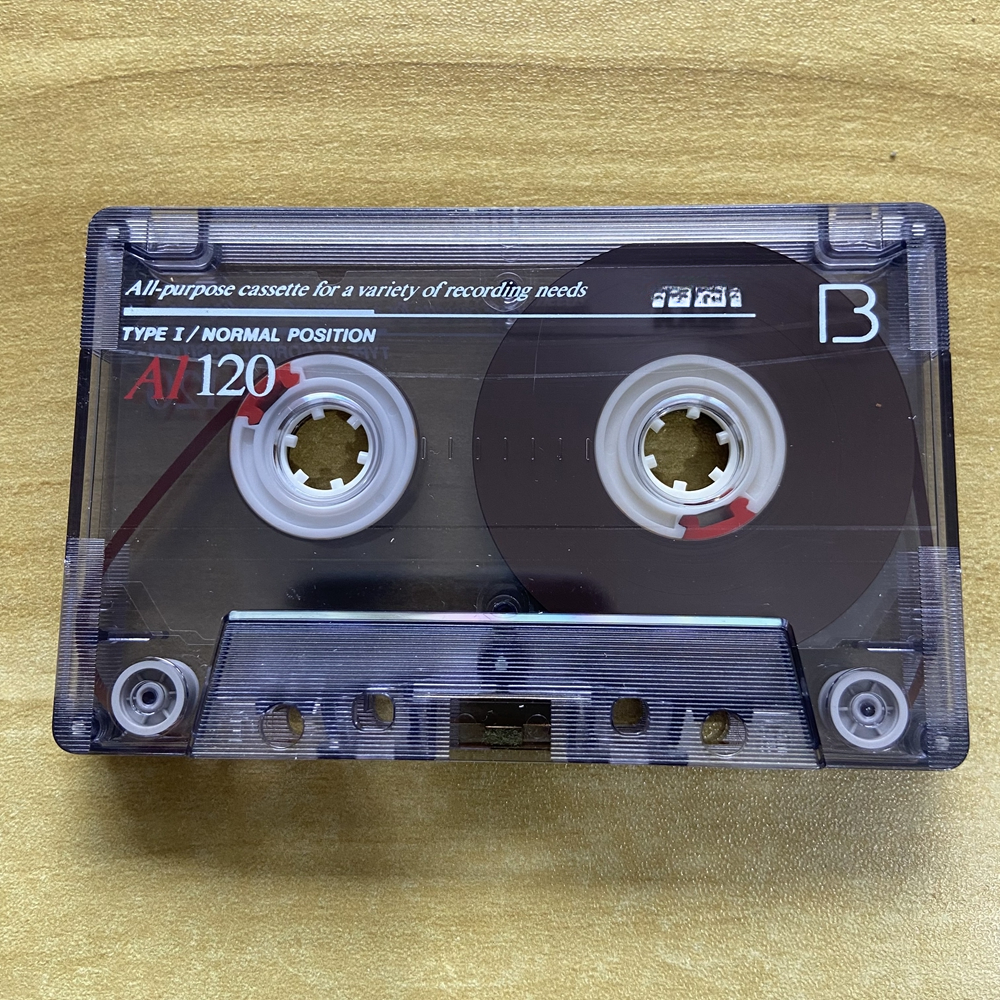 All-purpose cassette for a variety of recording needs
B
TYPE I / NORMAL POSITION
AI 120